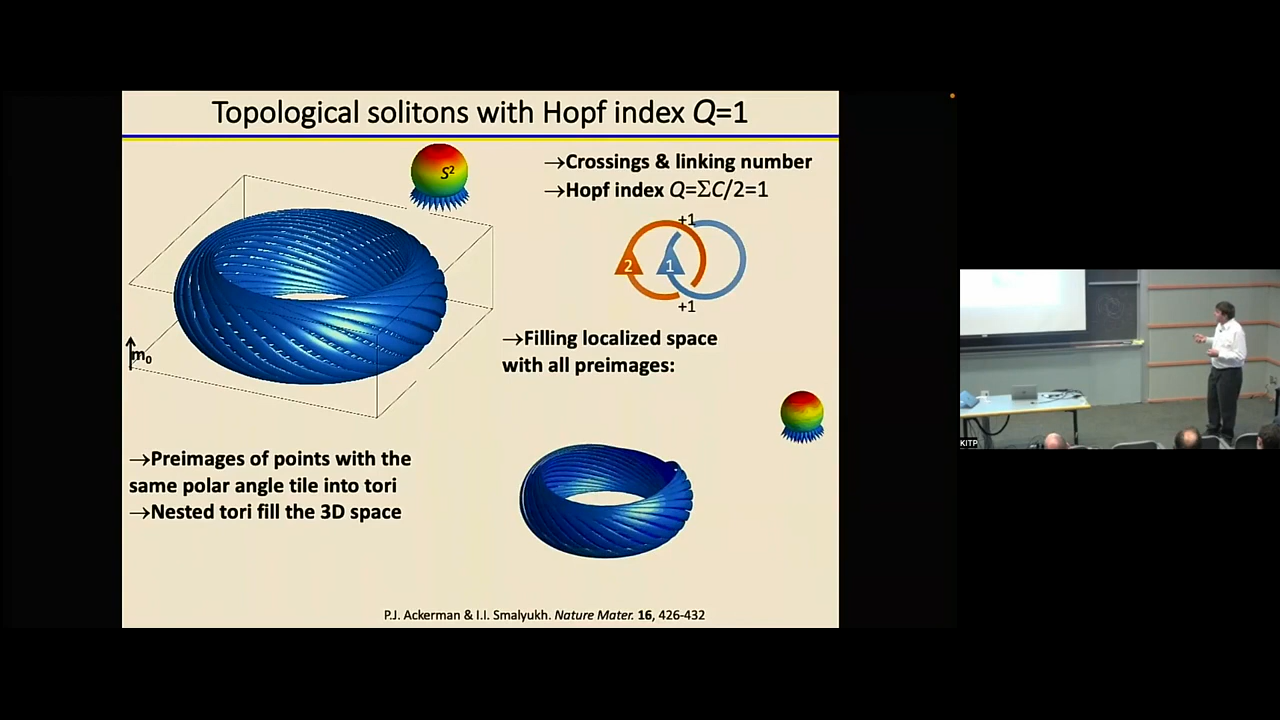 Topological solitons with Hopf index Q=1
S²
→Crossings & linking number
→Hopf index Q=ΣC/2=1
+1
2
1
+1
m₀
→Filling localized space
with all preimages:
→Preimages of points with the
same polar angle tile into tori
→Nested tori fill the 3D space
P.J. Ackerman & I.I. Smalyukh. Nature Mater. 16, 426-432
KITP